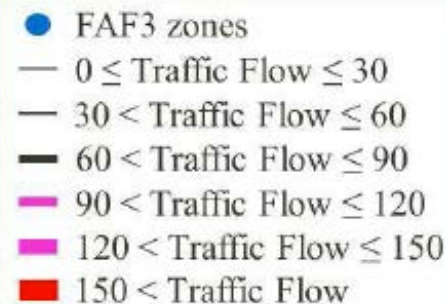 FAF3 zones
0 ≤ Traffic Flow ≤ 30
30 < Traffic Flow ≤ 60
60 < Traffic Flow ≤ 90
90 < Traffic Flow ≤ 120
120 < Traffic Flow ≤ 150
150 < Traffic Flow